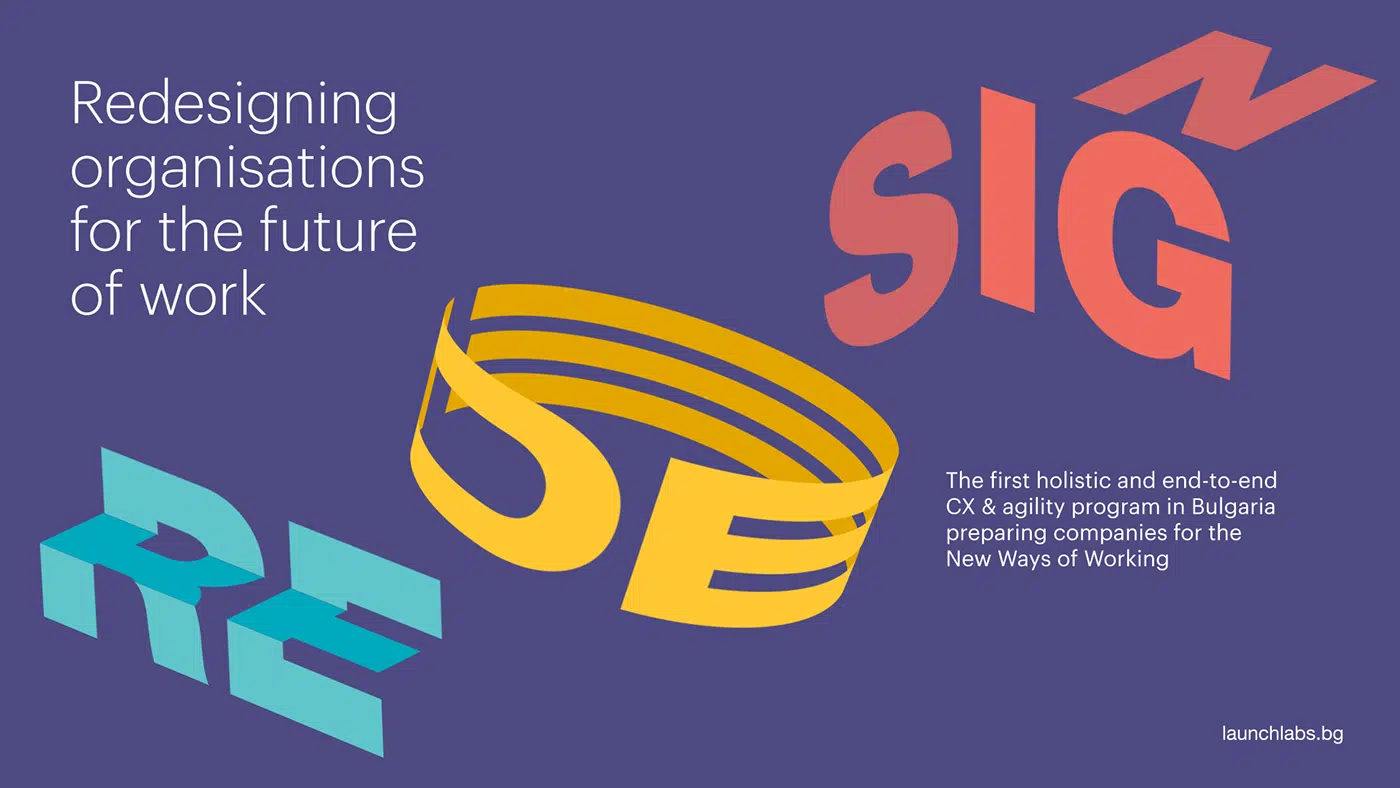 Redesigning
organisations
for the future
of work
RE
DE
SIGN
The first holistic and end-to-end
CX & agility program in Bulgaria
preparing companies for the
New Ways of Working
launchlabs.bg